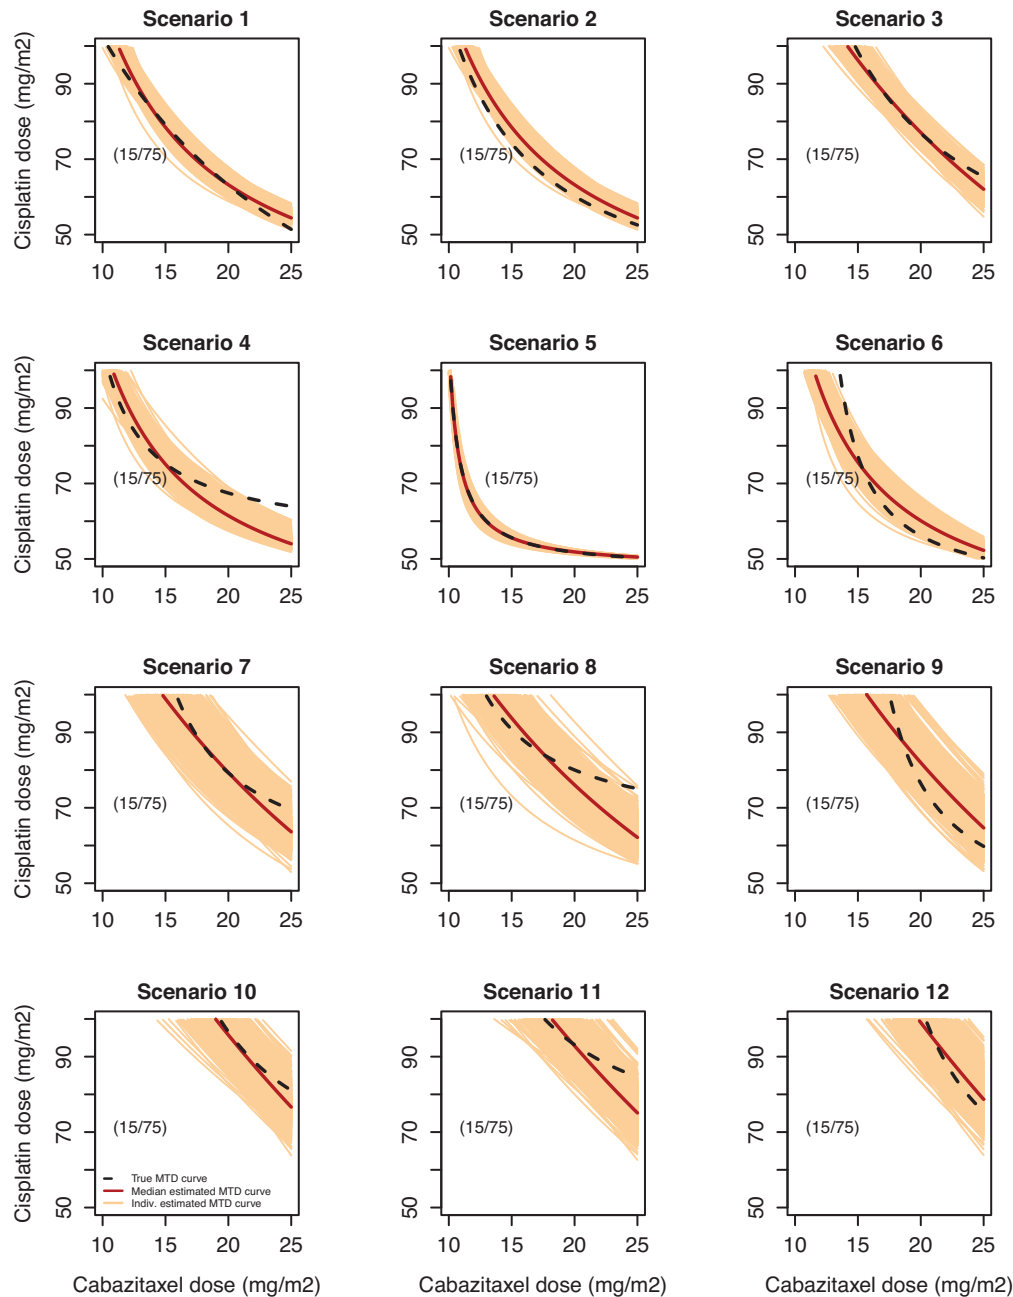 Scenario 1
Scenario 2
Scenario 3
Cisplatin dose (mg/m2)
90
70
50
(15/75)
(15/75)
90
70
50
(15/75)
90
70
50
10 15 20 25
10 15 20 25
10 15 20 25
Scenario 4
Scenario 5
Scenario 6
Cisplatin dose (mg/m2)
90
70
50
(15/75)
90
70
50
(15/75)
90
70
50
(15/75)
10 15 20 25
10 15 20 25
10 15 20 25
Scenario 7
Scenario 8
Scenario 9
Cisplatin dose (mg/m2)
90
70
50
(15/75)
90
70
50
(15/75)
90
70
50
(15/75)
10 15 20 25
10 15 20 25
10 15 20 25
Scenario 10
Scenario 11
Scenario 12
Cisplatin dose (mg/m2)
90
70
50
(15/75)
True MTD curve
Median estimated MTD curve
Indiv. estimated MTD curve
90
70
50
(15/75)
90
70
50
(15/75)
10 15 20 25
10 15 20 25
10 15 20 25
Cabazitaxel dose (mg/m2)
Cabazitaxel dose (mg/m2)
Cabazitaxel dose (mg/m2)